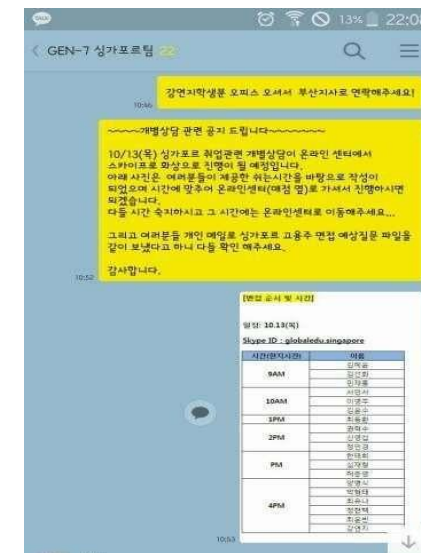 TALK 13% 22:08
GEN-7 싱가포르팀 22
강연지학생분 오피스 오셔서 부산지사로 연락해주세요!
10:46
~~~~~개별상담 관련 공지 드립니다~~~~~~
10/13(목) 싱가포르 취업관련 개별상담이 온라인 센터에서
스카이프로 화상으로 진행이 될 예정입니다.
아래 사진은 여러분들이 제공한 쉬는시간을 바탕으로 작성이
되었으며 시간에 맞추어 온라인센터(매점 옆)로 가셔서 진행하시면
되겠습니다.
다들 시간 숙지하시고 그 시간에는 온라인센터로 이동해주세요...
그리고 여러분들 개인 메일로 싱가포르 고용주 면접 예상질문 파일을
같이 보냈다고 하니 다들 확인 해주세요.
감사합니다.
10:52
[면접 순서 및 시간]
일정: 10.13(목)
Skype ID : globaledu.singapore
시간(현지시간) 이름
9AM
10AM
1PM
2PM
PM
4PM
강연지
10:53